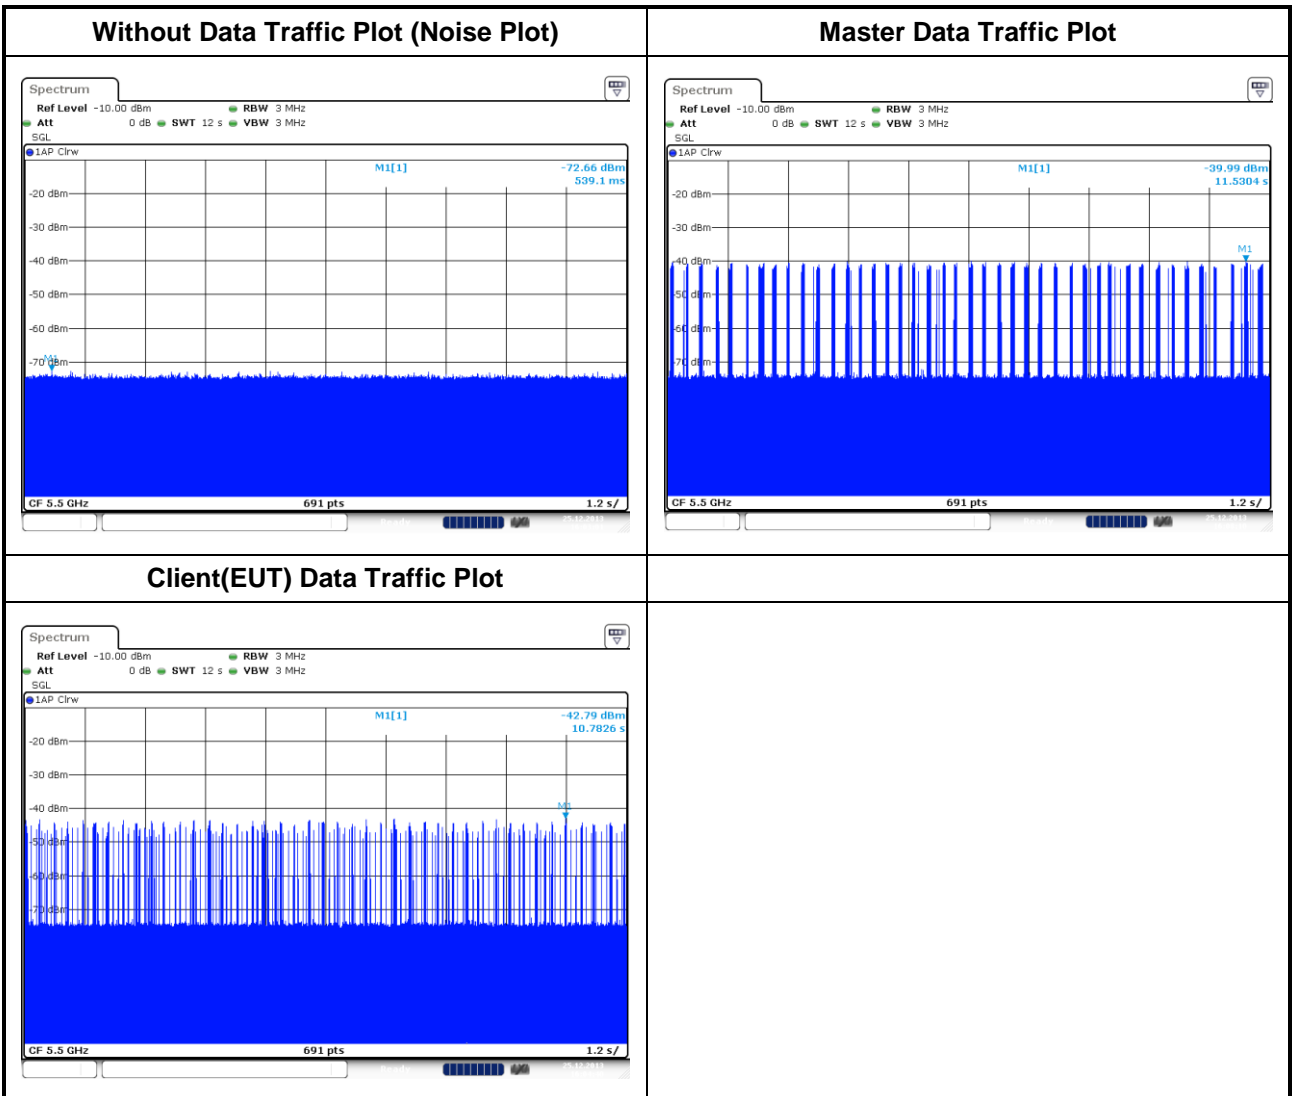 Without Data Traffic Plot (Noise Plot)
Master Data Traffic Plot
Spectrum
Ref Level -10.00 dBm RBW 3 MHz
Att 0 dB SWT 12 s VBW 3 MHz
SGL
1AP Clrw
M1[1] -72.66 dBm
539.1 ms
-20 dBm
-30 dBm
-40 dBm
-50 dBm
-60 dBm
-70 dBm
M1
CF 5.5 GHz 691 pts 1.2 s/
Ready
25.12.2013
Spectrum
Ref Level -10.00 dBm RBW 3 MHz
Att 0 dB SWT 12 s VBW 3 MHz
SGL
1AP Clrw
M1[1] -39.99 dBm
11.5304 s
-20 dBm
-30 dBm
M1
-40 dBm
-50 dBm
-60 dBm
-70 dBm
CF 5.5 GHz 691 pts 1.2 s/
Ready
Client(EUT) Data Traffic Plot
Spectrum
Ref Level -10.00 dBm RBW 3 MHz
Att 0 dB SWT 12 s VBW 3 MHz
SGL
1AP Clrw
M1[1] -42.79 dBm
10.7826 s
-20 dBm
-30 dBm
-40 dBm
M1
-50 dBm
-60 dBm
-70 dBm
CF 5.5 GHz 691 pts 1.2 s/
Ready